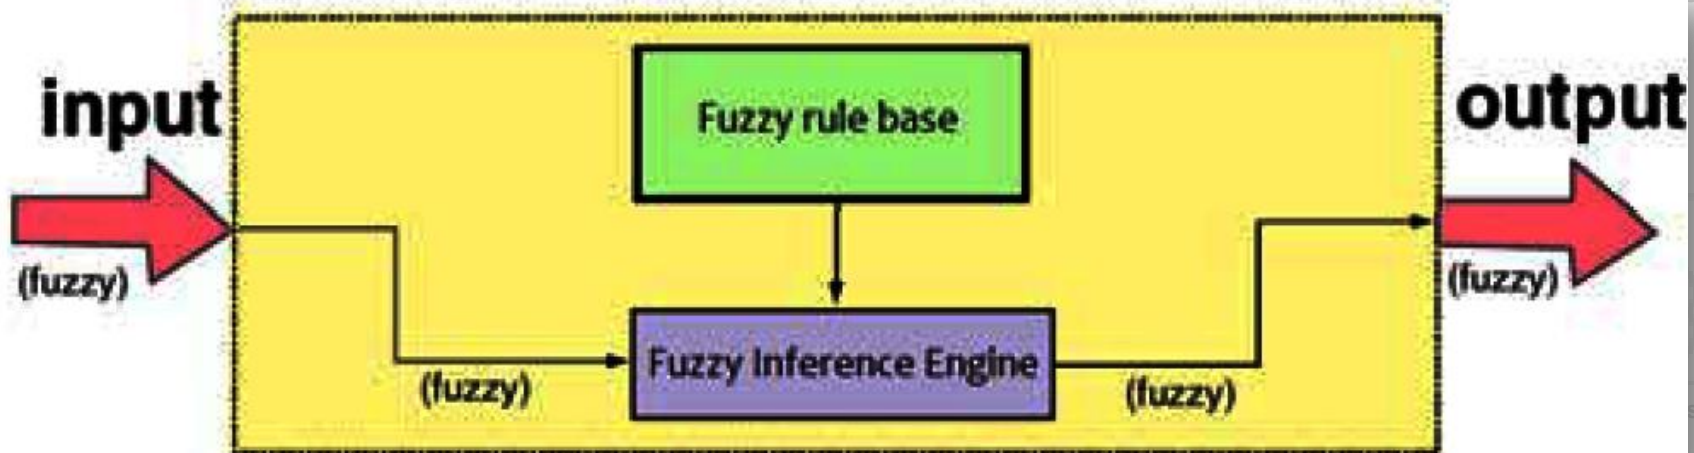 input
(fuzzy)
Fuzzy rule base
Fuzzy Inference Engine
(fuzzy)
(fuzzy)
output
(fuzzy)